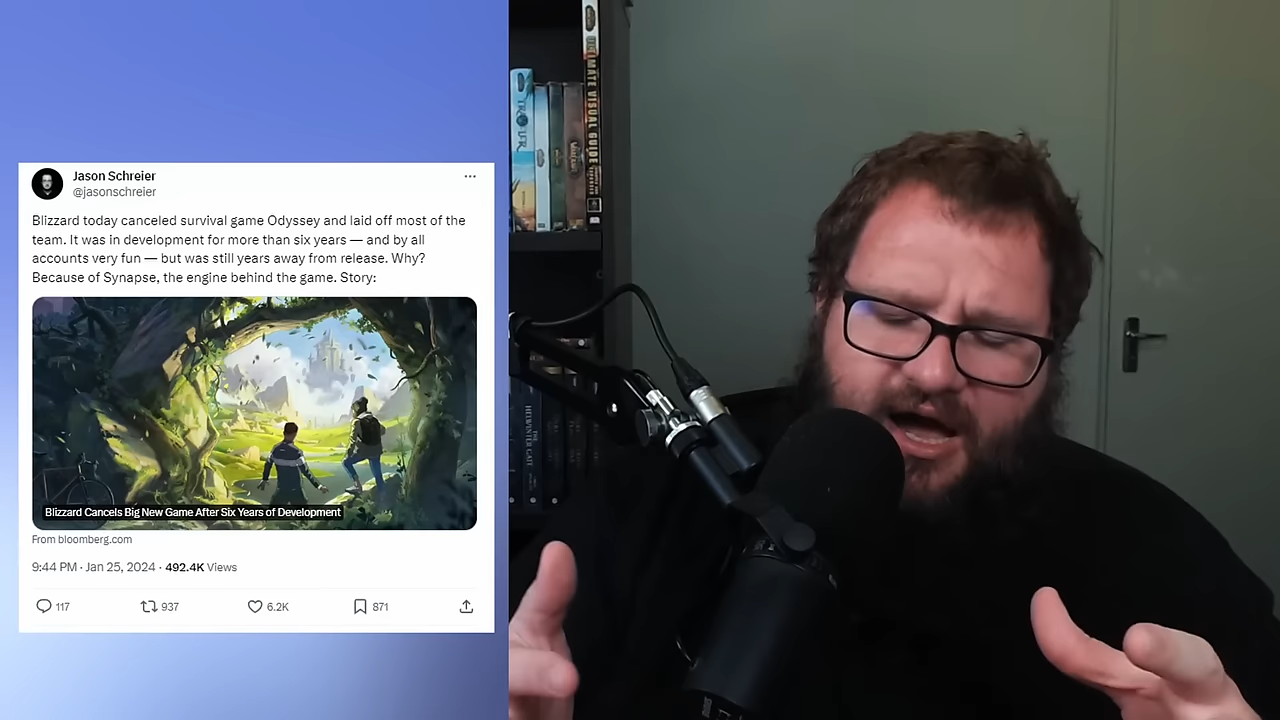 Jason Schreier
@jasonschreier
Blizzard today canceled survival game Odyssey and laid off most of the
team. It was in development for more than six years — and by all
accounts very fun — but was still years away from release. Why?
Because of Synapse, the engine behind the game. Story:
Blizzard Cancels Big New Game After Six Years of Development
From bloomberg.com
9:44 PM · Jan 25, 2024 · 492.4K Views
117 937 6.2K 871
ULTIMATE VISUAL GUIDE